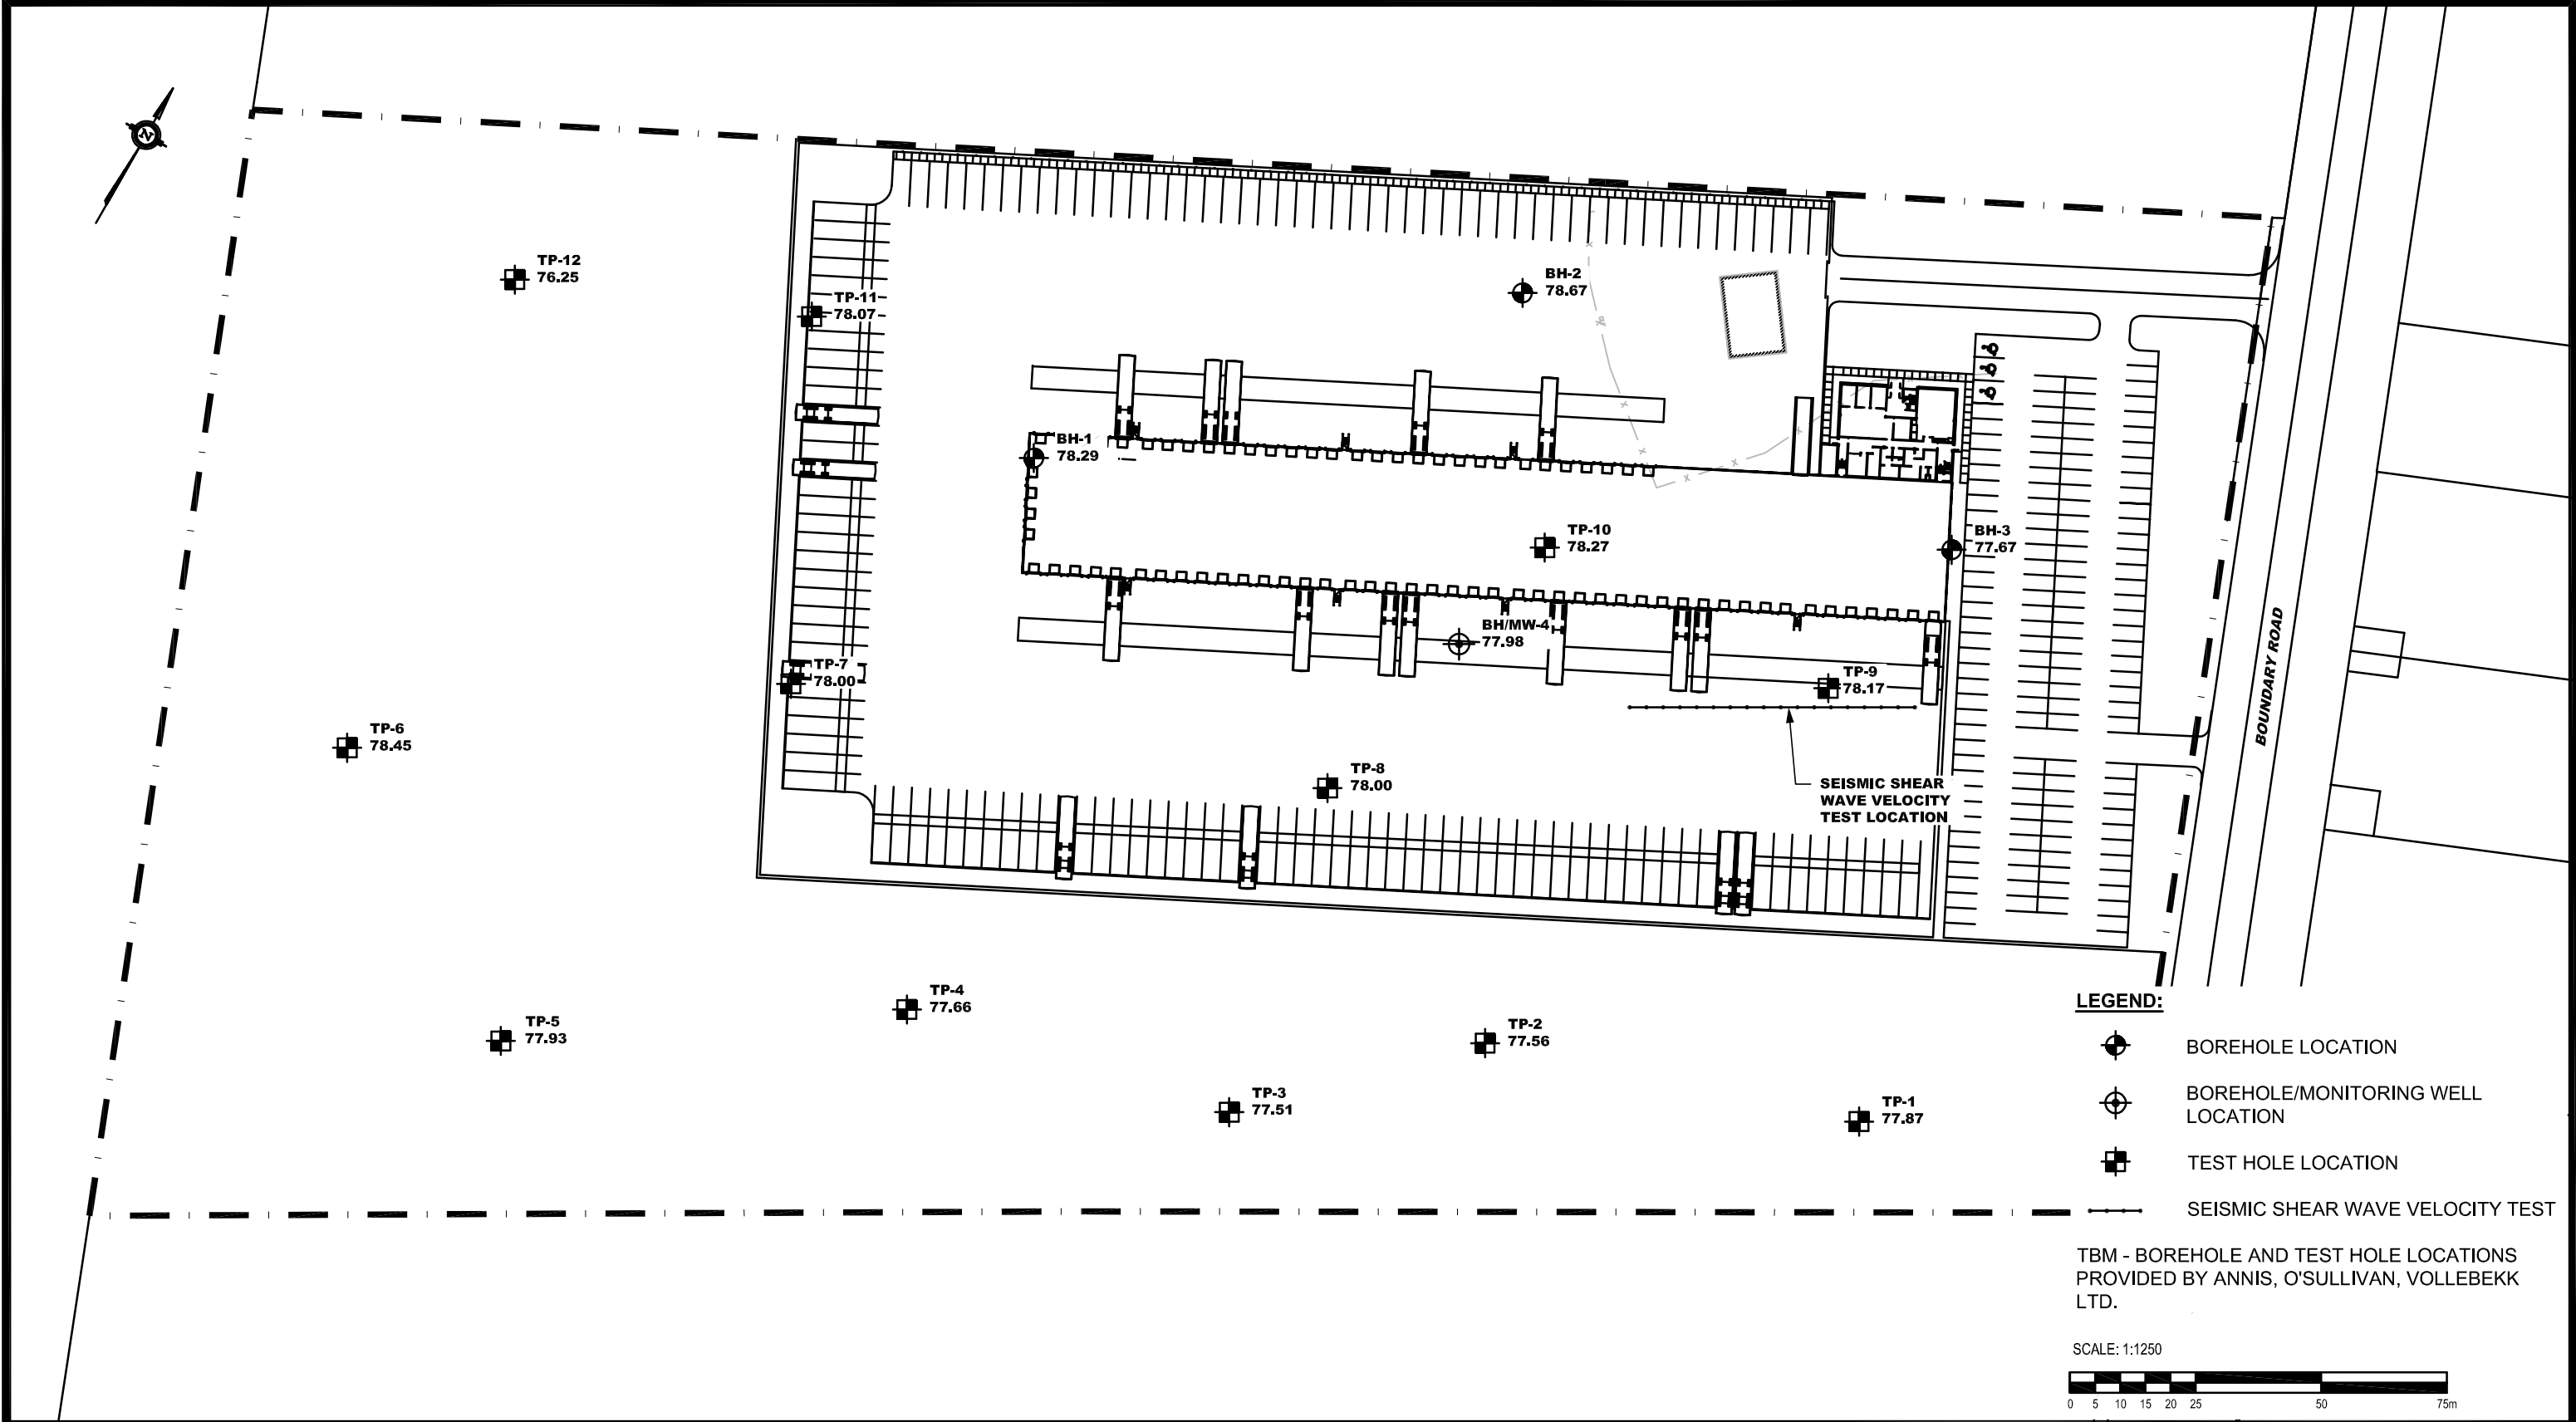 N
TP-12
76.25
TP-11
78.07
BH-2
78.67
BH-1
78.29
TP-10
78.27
BH-3
77.67
BH/MW-4
77.98
TP-7
78.00
TP-9
78.17
TP-6
78.45
TP-8
78.00
SEISMIC SHEAR
WAVE VELOCITY
TEST LOCATION
BOUNDARY ROAD
TP-4
77.66
TP-5
77.93
TP-2
77.56
TP-3
77.51
TP-1
77.87
LEGEND:
BOREHOLE LOCATION
BOREHOLE/MONITORING WELL
LOCATION
TEST HOLE LOCATION
SEISMIC SHEAR WAVE VELOCITY TEST
TBM - BOREHOLE AND TEST HOLE LOCATIONS
PROVIDED BY ANNIS, O'SULLIVAN, VOLLEBEKK
LTD.
SCALE: 1:1250
0 5 10 15 20 25 50 75m